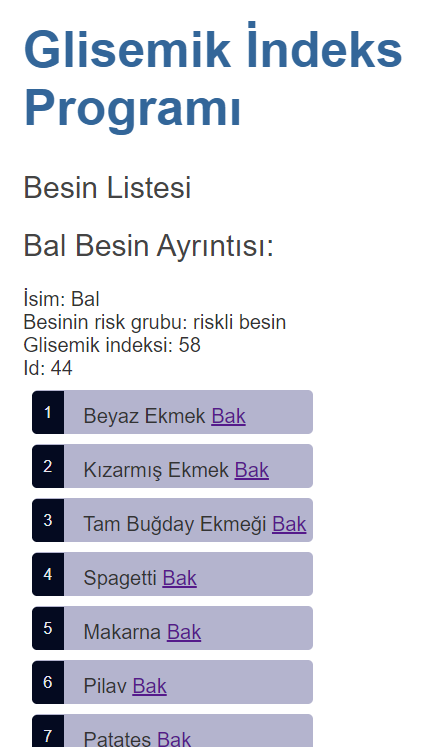 Glisemik İndeks
Programı
Besin Listesi
Bal Besin Ayrıntısı:
İsim: Bal
Besinin risk grubu: riskli besin
Glisemik indeksi: 58
Id: 44
1 Beyaz Ekmek Bak
2 Kızarmış Ekmek Bak
3 Tam Buğday Ekmeği Bak
4 Spagetti Bak
5 Makarna Bak
6 Pilav Bak
7 Patates Bak